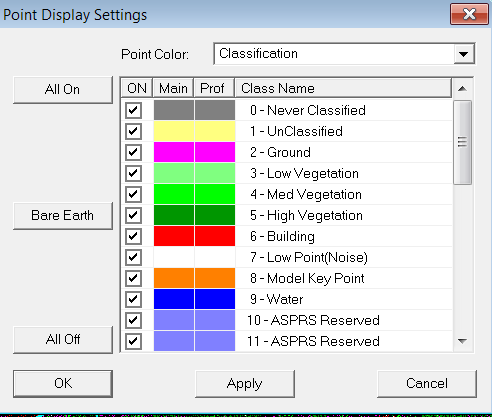 Point Display Settings
Point Color: Classification
All On
ON Main Prof Class Name
0 - Never Classified
1 - UnClassified
2 - Ground
3 - Low Vegetation
4 - Med Vegetation
Bare Earth
5 - High Vegetation
6 - Building
7 - Low Point(Noise)
8 - Model Key Point
9 - Water
10 - ASPRS Reserved
All Off
11 - ASPRS Reserved
OK Apply Cancel